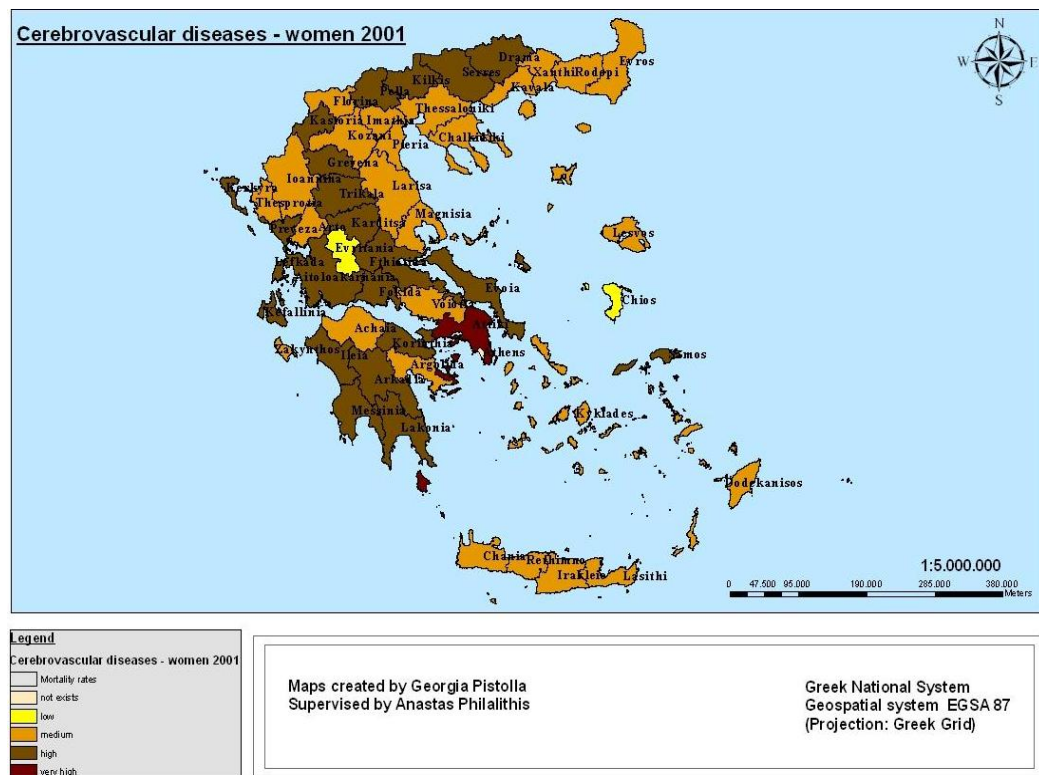 Cerebrovascular diseases - women 2001
N
W E
S
Drama
Evros
Xanthi Rodopi
Serres
Kilkis
Kavala
Pella
Florina
Thessaloniki
Imathia
Kastoria
Kozani
Chalkidiki
Pieria
Grevena
Ioannina
Larisa
Kerkyra
Trikala
Thesprotia
Magnisia
Karditsa
Preveza
Arta
Lesvos
Evritania
Lefkada
Fthiotida
Aitoloakarnania
Evoia
Fokida
Chios
Voiotia
Kefallinia
Attiki
Achaia
Korinthia
Zakynthos
Ileia
Athens
Samos
Argolida
Arkadia
Messinia
Kyklades
Lakonia
Dodekanisos
Chania
Rethimno
Irakleio
Lasithi
1:5.000.000
0 47.500 95.000 190.000 285.000 380.000
Meters
Legend
Cerebrovascular diseases - women 2001
Mortality rates
not exists
low
medium
high
very high
Maps created by Georgia Pistolla
Supervised by Anastas Philalithis
Greek National System
Geospatial system EGSA 87
(Projection: Greek Grid)